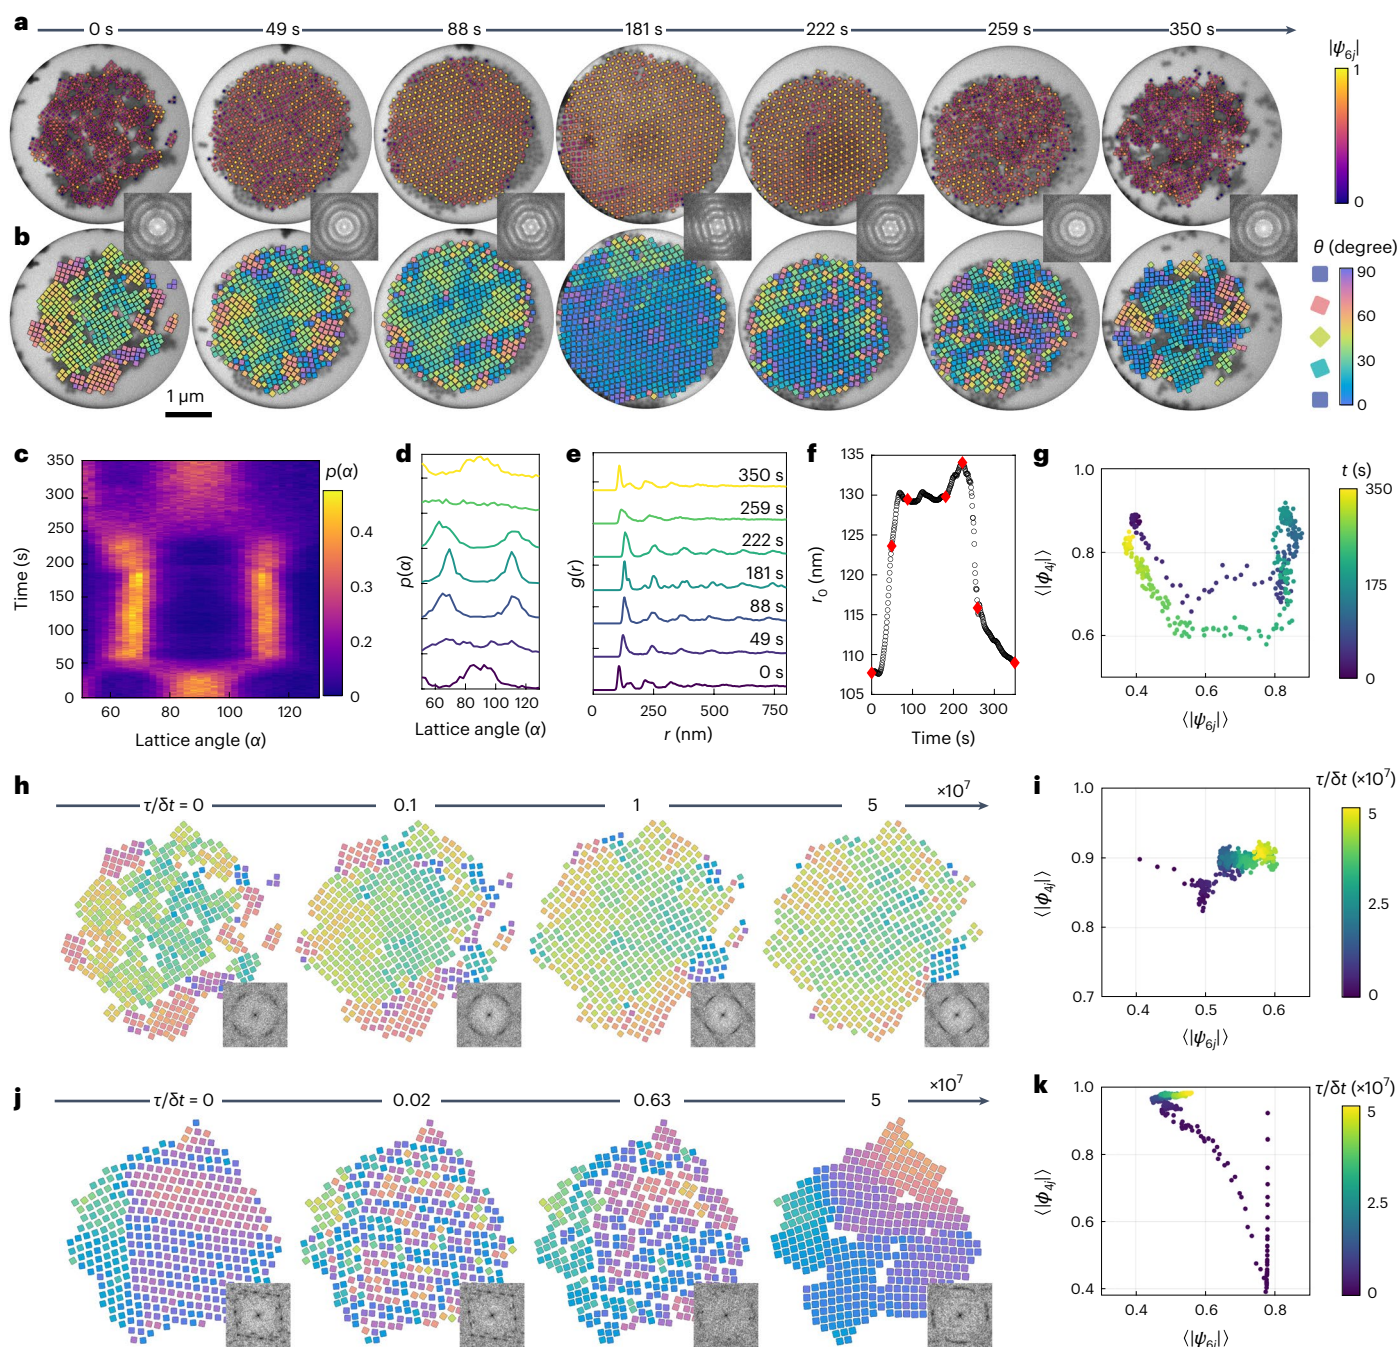 a
0 s 49 s 88 s 181 s 222 s 259 s 350 s
|ψ6j|
1
0
b
θ (degree)
90
60
30
0
1 µm
c
Time (s)
350
300
250
200
150
100
50
0
60 80 100 120
Lattice angle (α)
p(α)
0.4
0.3
0.2
0
d
p(α)
60 80 100 120
Lattice angle (α)
e
g(r)
350 s
259 s
222 s
181 s
88 s
49 s
0 s
0 250 500 750
r (nm)
f
r0 (nm)
135
130
125
120
115
110
105
0 100 200 300
Time (s)
g
⟨|ϕ4j|⟩
1.0
0.8
0.6
0.4 0.6 0.8
⟨|ψ6j|⟩
t (s)
350
175
0
h
τ/δt = 0 0.1 1 5 ×10⁷
i
⟨|ϕ4j|⟩
1.0
0.9
0.8
0.7
0.4 0.5 0.6
⟨|ψ6j|⟩
τ/δt (×10⁷)
5
2.5
0
j
τ/δt = 0 0.02 0.63 5 ×10⁷
k
⟨|ϕ4j|⟩
1.0
0.8
0.6
0.4
0.4 0.6 0.8
⟨|ψ6j|⟩
τ/δt (×10⁷)
5
2.5
0